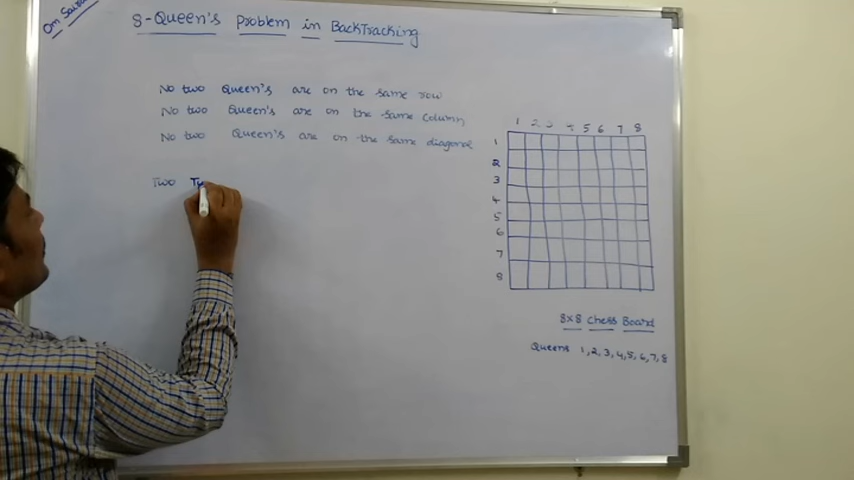 Om Sairam
8-Queen's Problem in BackTracking
No two Queen's are on the same row
No two Queen's are on the same column
No two Queen's are on the same diagonal
Two Ty
1 2 3 4 5 6 7 8
1
2
3
4
5
6
7
8
8x8 Chess Board
Queens 1,2,3,4,5,6,7,8